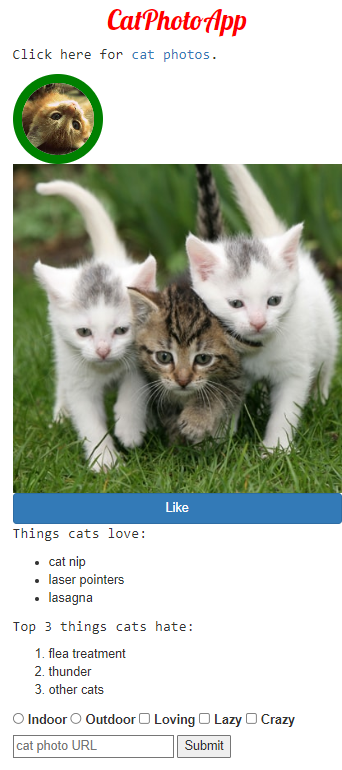 CatPhotoApp
Click here for cat photos.
Like
Things cats love:
cat nip
laser pointers
lasagna
Top 3 things cats hate:
1. flea treatment
2. thunder
3. other cats
Indoor Outdoor Loving Lazy Crazy
cat photo URL Submit